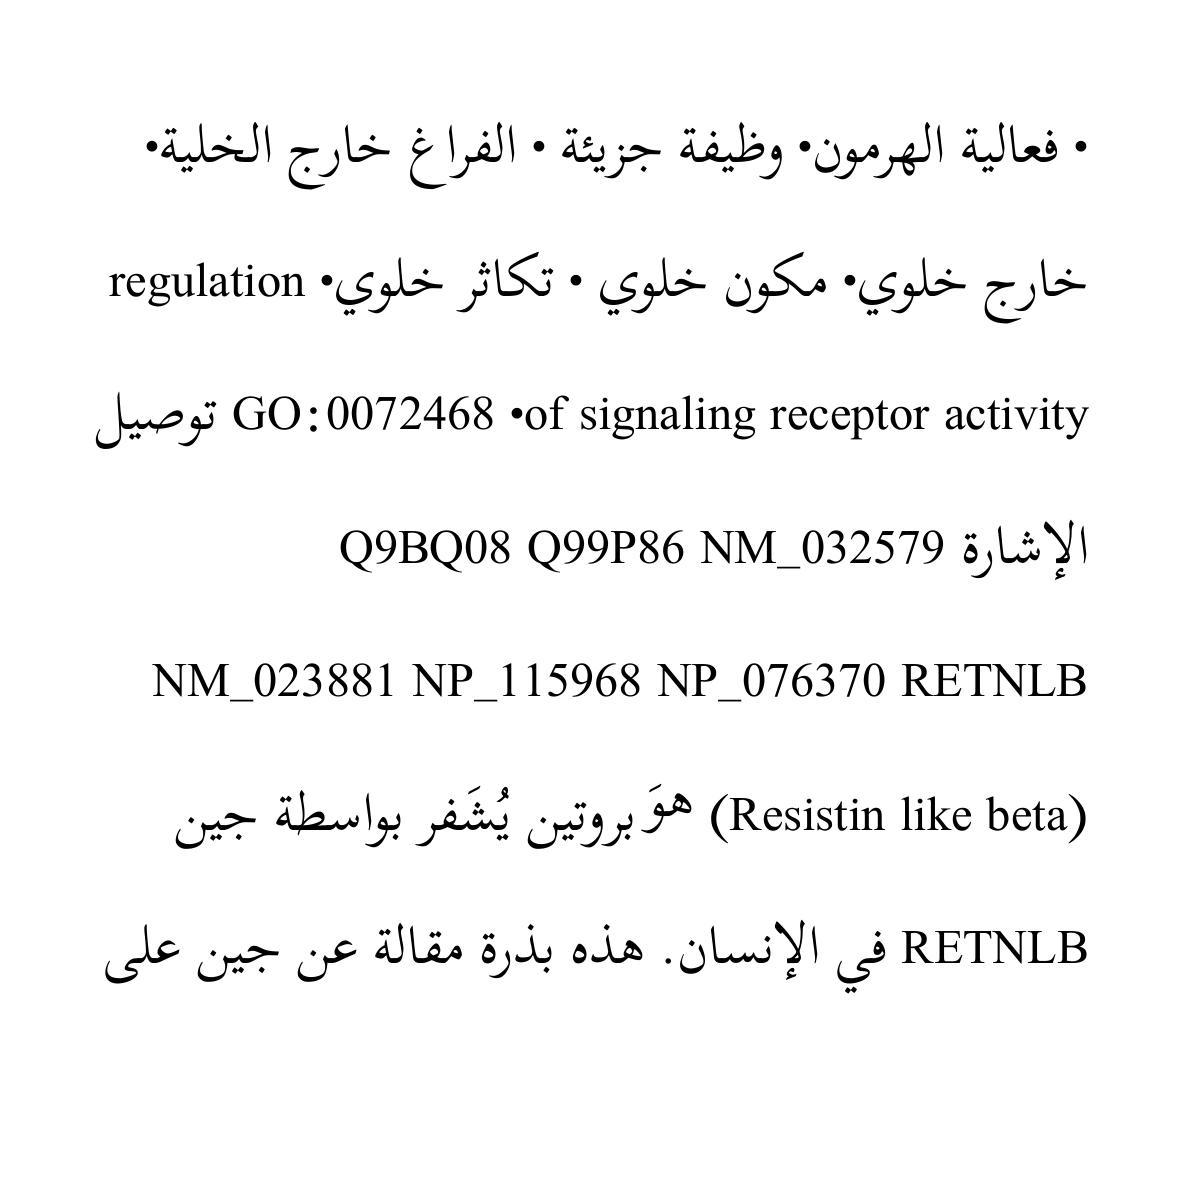 • فعالية الهرمون• وظيفة جزيئة • الفراغ خارج الخلية•
خارج خلوي• مكون خلوي • تكاثر خلوي• regulation
of signaling receptor activity• GO:0072468 توصيل
الإشارة Q9BQ08 Q99P86 NM_032579
NM_023881 NP_115968 NP_076370 RETNLB
(Resistin like beta) هوَ بروتين يُشَفر بواسطة جين
RETNLB في الإنسان. هذه بذرة مقالة عن جين على